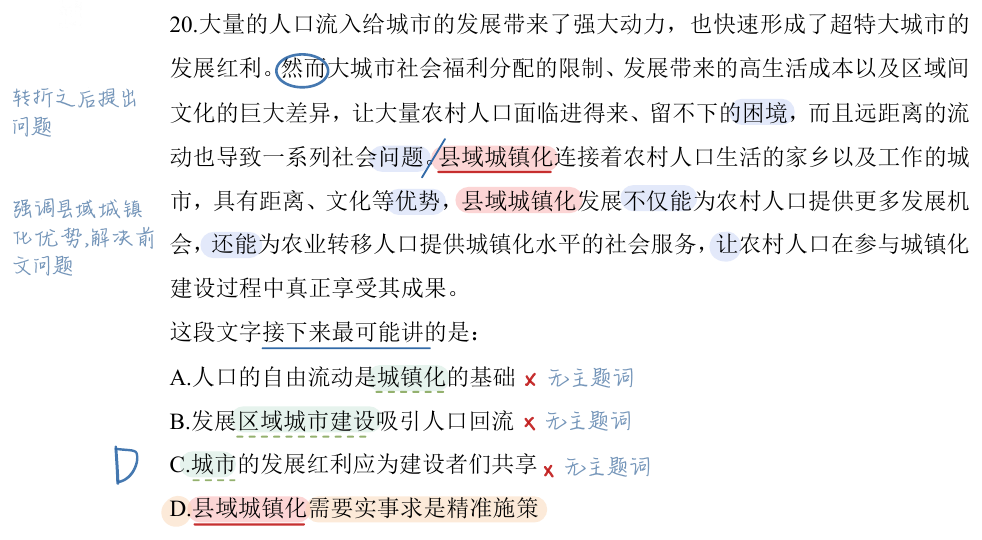 20.大量的人口流入给城市的发展带来了强大动力，也快速形成了超特大城市的
发展红利。然而大城市社会福利分配的限制、发展带来的高生活成本以及区域间
文化的巨大差异，让大量农村人口面临进得来、留不下的困境，而且远距离的流
转折之后提出
问题
动也导致一系列社会问题。县域城镇化连接着农村人口生活的家乡以及工作的城
市，具有距离、文化等优势，县域城镇化发展不仅能为农村人口提供更多发展机
会，还能为农业转移人口提供城镇化水平的社会服务，让农村人口在参与城镇化
强调县域城镇
化优势,解决前
文问题
建设过程中真正享受其成果。
这段文字接下来最可能讲的是：
A.人口的自由流动是城镇化的基础 x 无主题词
B.发展区域城市建设吸引人口回流 x 无主题词
D
C.城市的发展红利应为建设者们共享 x 无主题词
D.县域城镇化需要实事求是精准施策